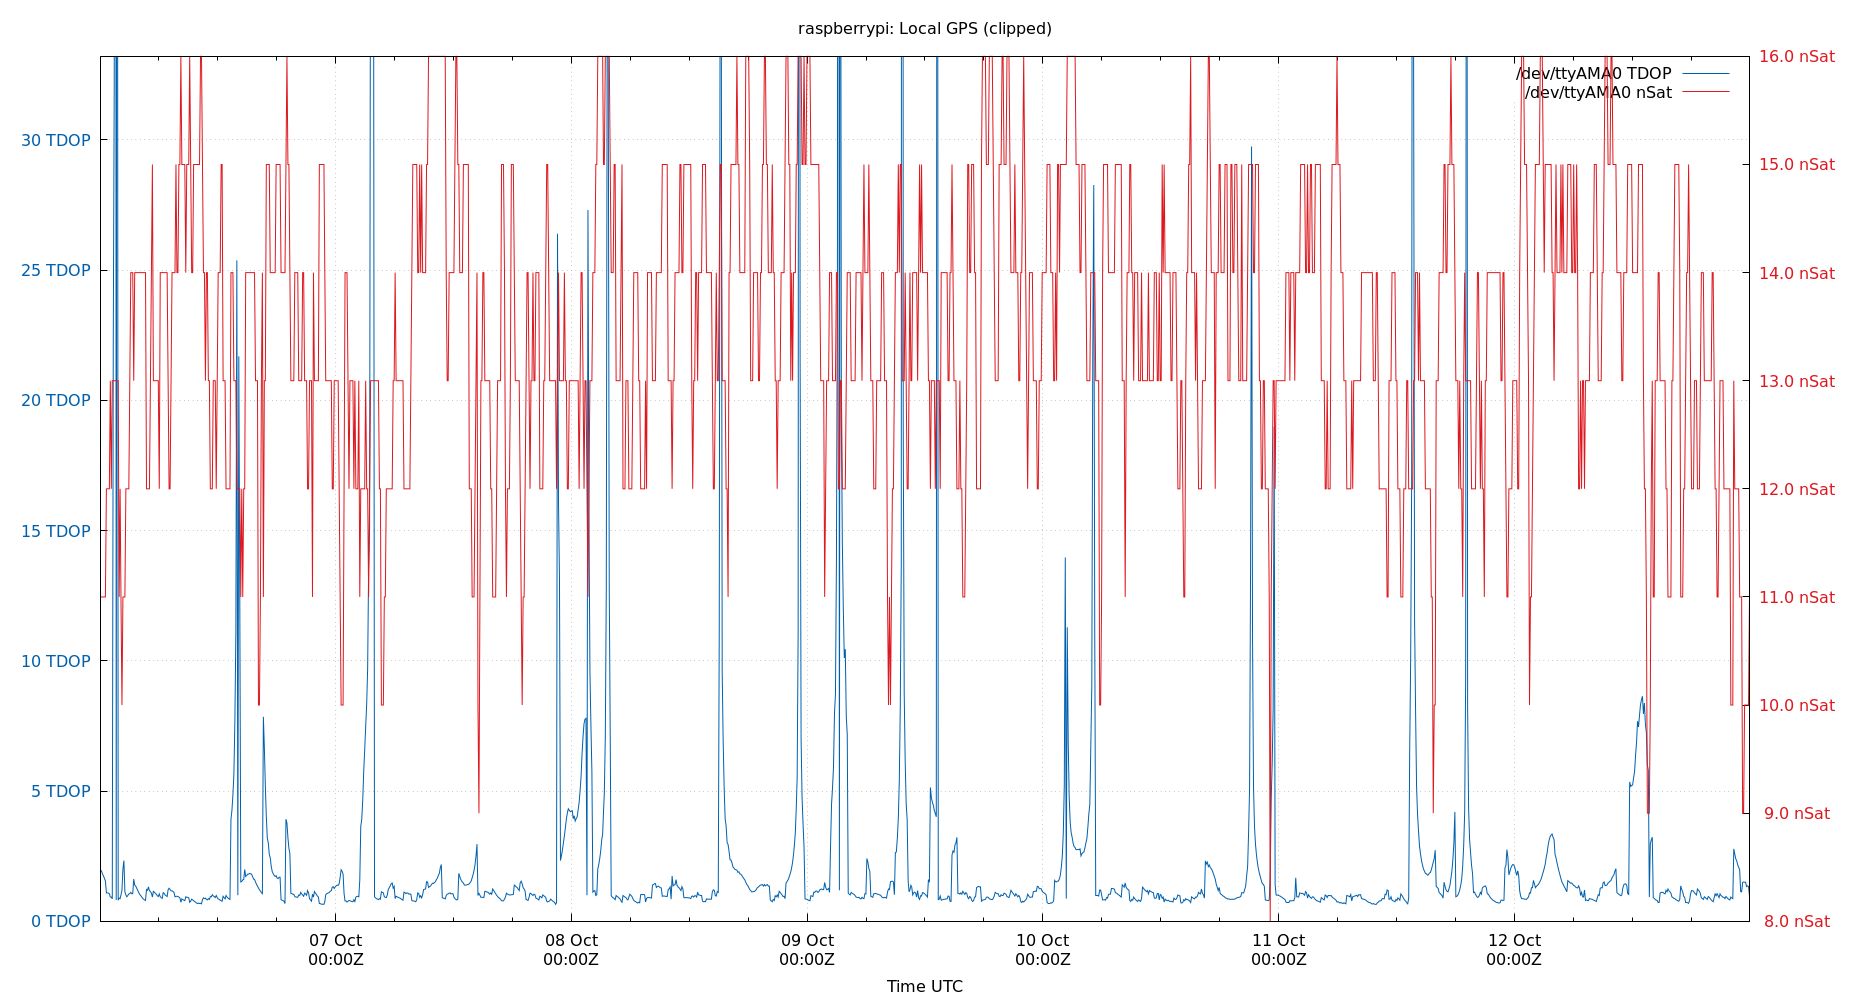 raspberrypi: Local GPS (clipped)
/dev/ttyAMA0 TDOP
/dev/ttyAMA0 nSat
30 TDOP
25 TDOP
20 TDOP
15 TDOP
10 TDOP
5 TDOP
0 TDOP
16.0 nSat
15.0 nSat
14.0 nSat
13.0 nSat
12.0 nSat
11.0 nSat
10.0 nSat
9.0 nSat
8.0 nSat
07 Oct 08 Oct 09 Oct 10 Oct 11 Oct 12 Oct
00:00Z 00:00Z 00:00Z 00:00Z 00:00Z 00:00Z
Time UTC